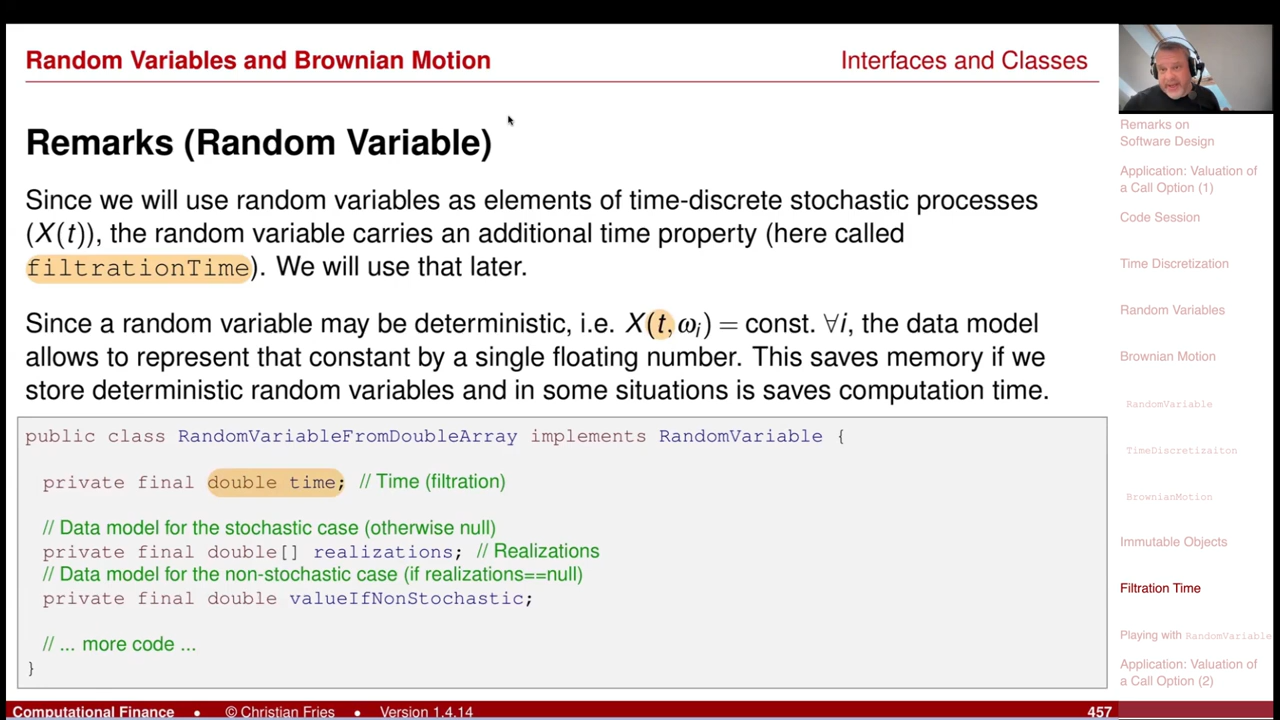 Random Variables and Brownian Motion
Interfaces and Classes
Remarks (Random Variable)
Since we will use random variables as elements of time-discrete stochastic processes
(X(t)), the random variable carries an additional time property (here called
filtrationTime). We will use that later.
Since a random variable may be deterministic, i.e. X(t,ωᵢ) = const. ∀i, the data model
allows to represent that constant by a single floating number. This saves memory if we
store deterministic random variables and in some situations is saves computation time.
public class RandomVariableFromDoubleArray implements RandomVariable {
private final double time; // Time (filtration)
// Data model for the stochastic case (otherwise null)
private final double[] realizations; // Realizations
// Data model for the non-stochastic case (if realizations==null)
private final double valueIfNonStochastic;
// ... more code ...
}
Remarks on
Software Design
Application: Valuation of
a Call Option (1)
Code Session
Time Discretization
Random Variables
Brownian Motion
RandomVariable
TimeDiscretizaiton
BrownianMotion
Immutable Objects
Filtration Time
Playing with RandomVariable
Application: Valuation of
a Call Option (2)
Computational Finance • © Christian Fries • Version 1.4.14
457